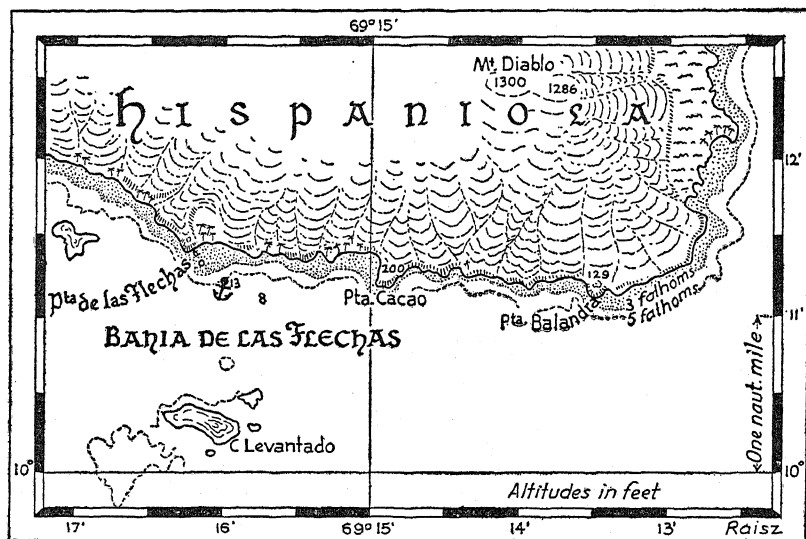 69° 15'
Mt. Diablo
1300
1286
HISPANIOLA
12'
200
129
Pta de las Flechas
13
8
Pta. Cacao
Pta. Balandra
3 fathoms
5 fathoms
11'
BAHIA DE LAS FLECHAS
One naut. mile
C Levantado
10°
10°
Altitudes in feet
17'
16'
69° 15'
14'
13'
Raisz